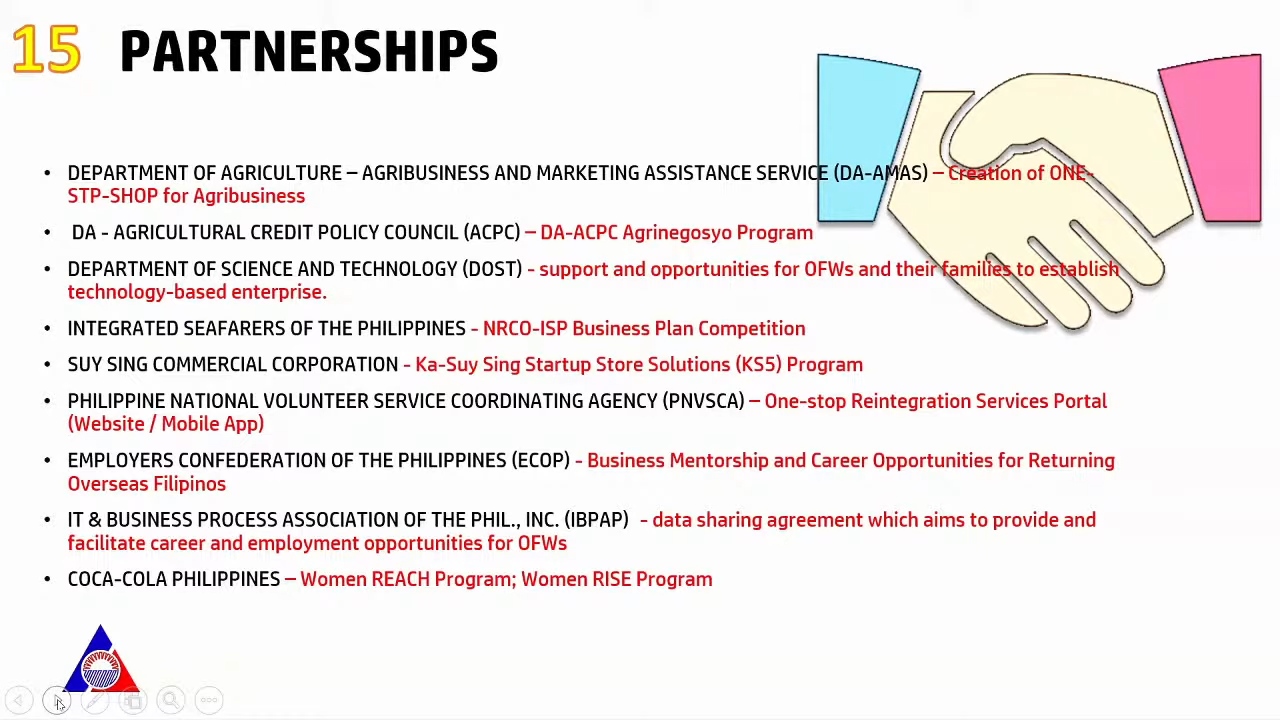 15 PARTNERSHIPS
• DEPARTMENT OF AGRICULTURE – AGRIBUSINESS AND MARKETING ASSISTANCE SERVICE (DA-AMAS) – Creation of ONE-
STP-SHOP for Agribusiness
• DA - AGRICULTURAL CREDIT POLICY COUNCIL (ACPC) – DA-ACPC Agrinegosyo Program
• DEPARTMENT OF SCIENCE AND TECHNOLOGY (DOST) - support and opportunities for OFWs and their families to establish
technology-based enterprise.
• INTEGRATED SEAFARERS OF THE PHILIPPINES - NRCO-ISP Business Plan Competition
• SUY SING COMMERCIAL CORPORATION - Ka-Suy Sing Startup Store Solutions (KS5) Program
• PHILIPPINE NATIONAL VOLUNTEER SERVICE COORDINATING AGENCY (PNVSCA) – One-stop Reintegration Services Portal
(Website / Mobile App)
• EMPLOYERS CONFEDERATION OF THE PHILIPPINES (ECOP) - Business Mentorship and Career Opportunities for Returning
Overseas Filipinos
• IT & BUSINESS PROCESS ASSOCIATION OF THE PHIL., INC. (IBPAP) - data sharing agreement which aims to provide and
facilitate career and employment opportunities for OFWs
• COCA-COLA PHILIPPINES – Women REACH Program; Women RISE Program